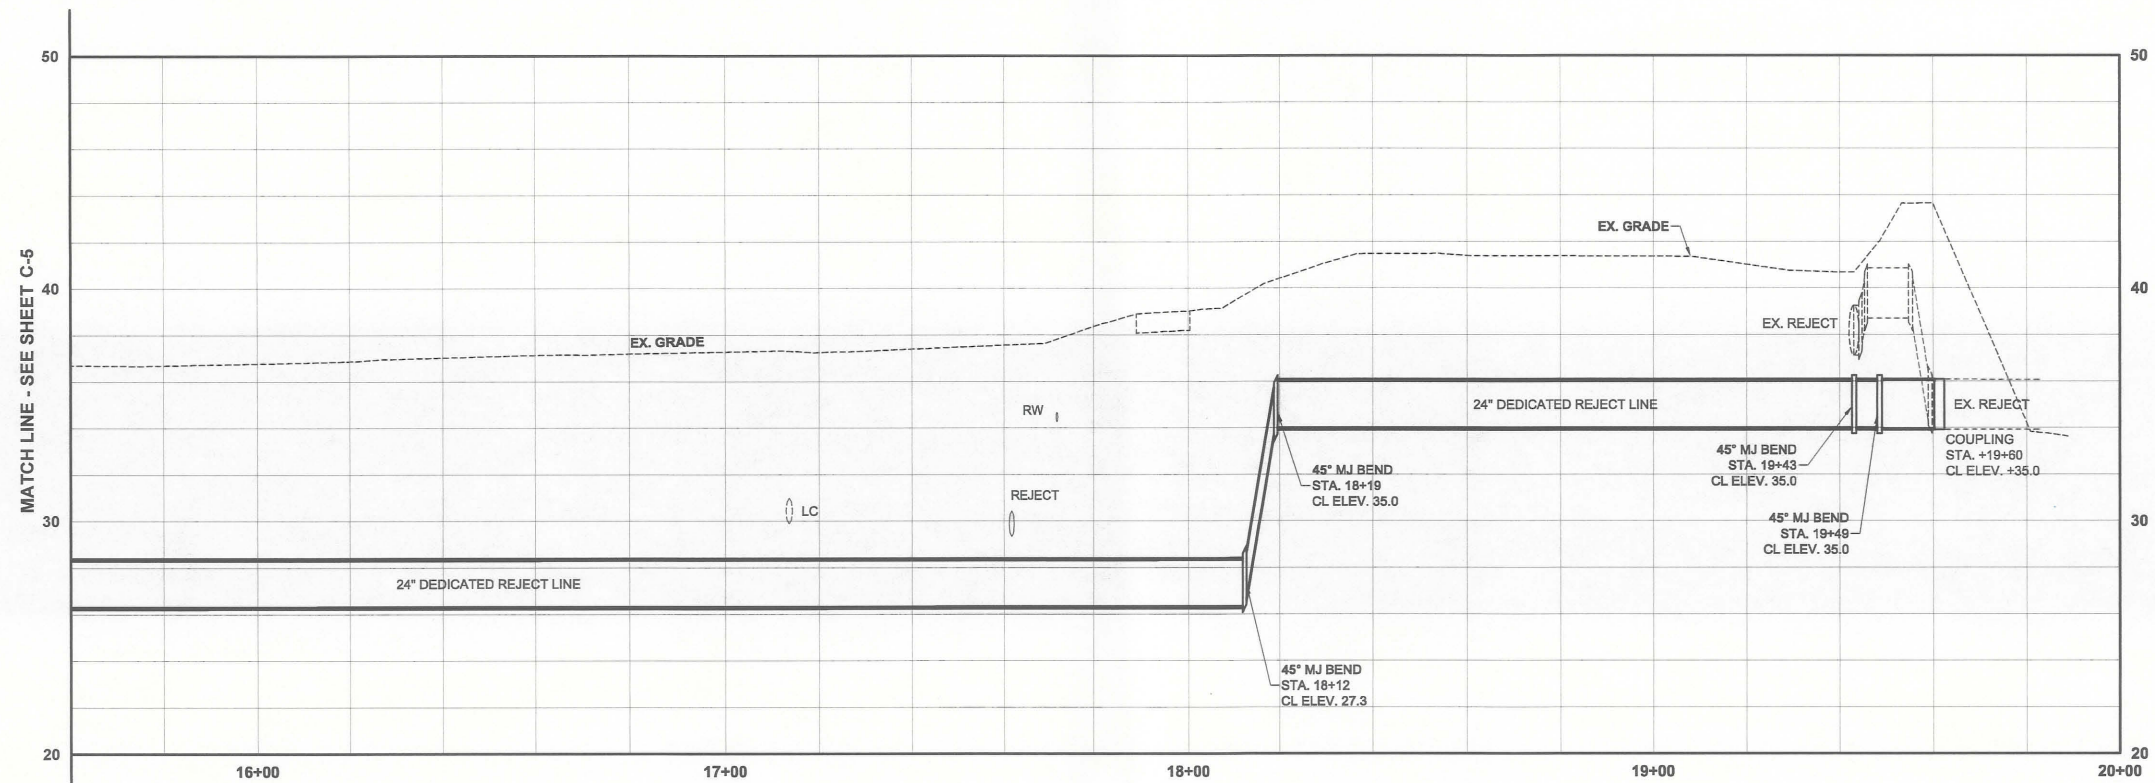 50
50
MATCH LINE - SEE SHEET C-5
EX. GRADE
40
40
EX. REJECT
EX. GRADE
RW
24" DEDICATED REJECT LINE
EX. REJECT
COUPLING
STA. +19+60
CL ELEV. +35.0
45° MJ BEND
STA. 19+43
CL ELEV. 35.0
45° MJ BEND
STA. 18+19
CL ELEV. 35.0
REJECT
LC
30
30
45° MJ BEND
STA. 19+49
CL ELEV. 35.0
24" DEDICATED REJECT LINE
45° MJ BEND
STA. 18+12
CL ELEV. 27.3
20
20
16+00
17+00
18+00
19+00
20+00